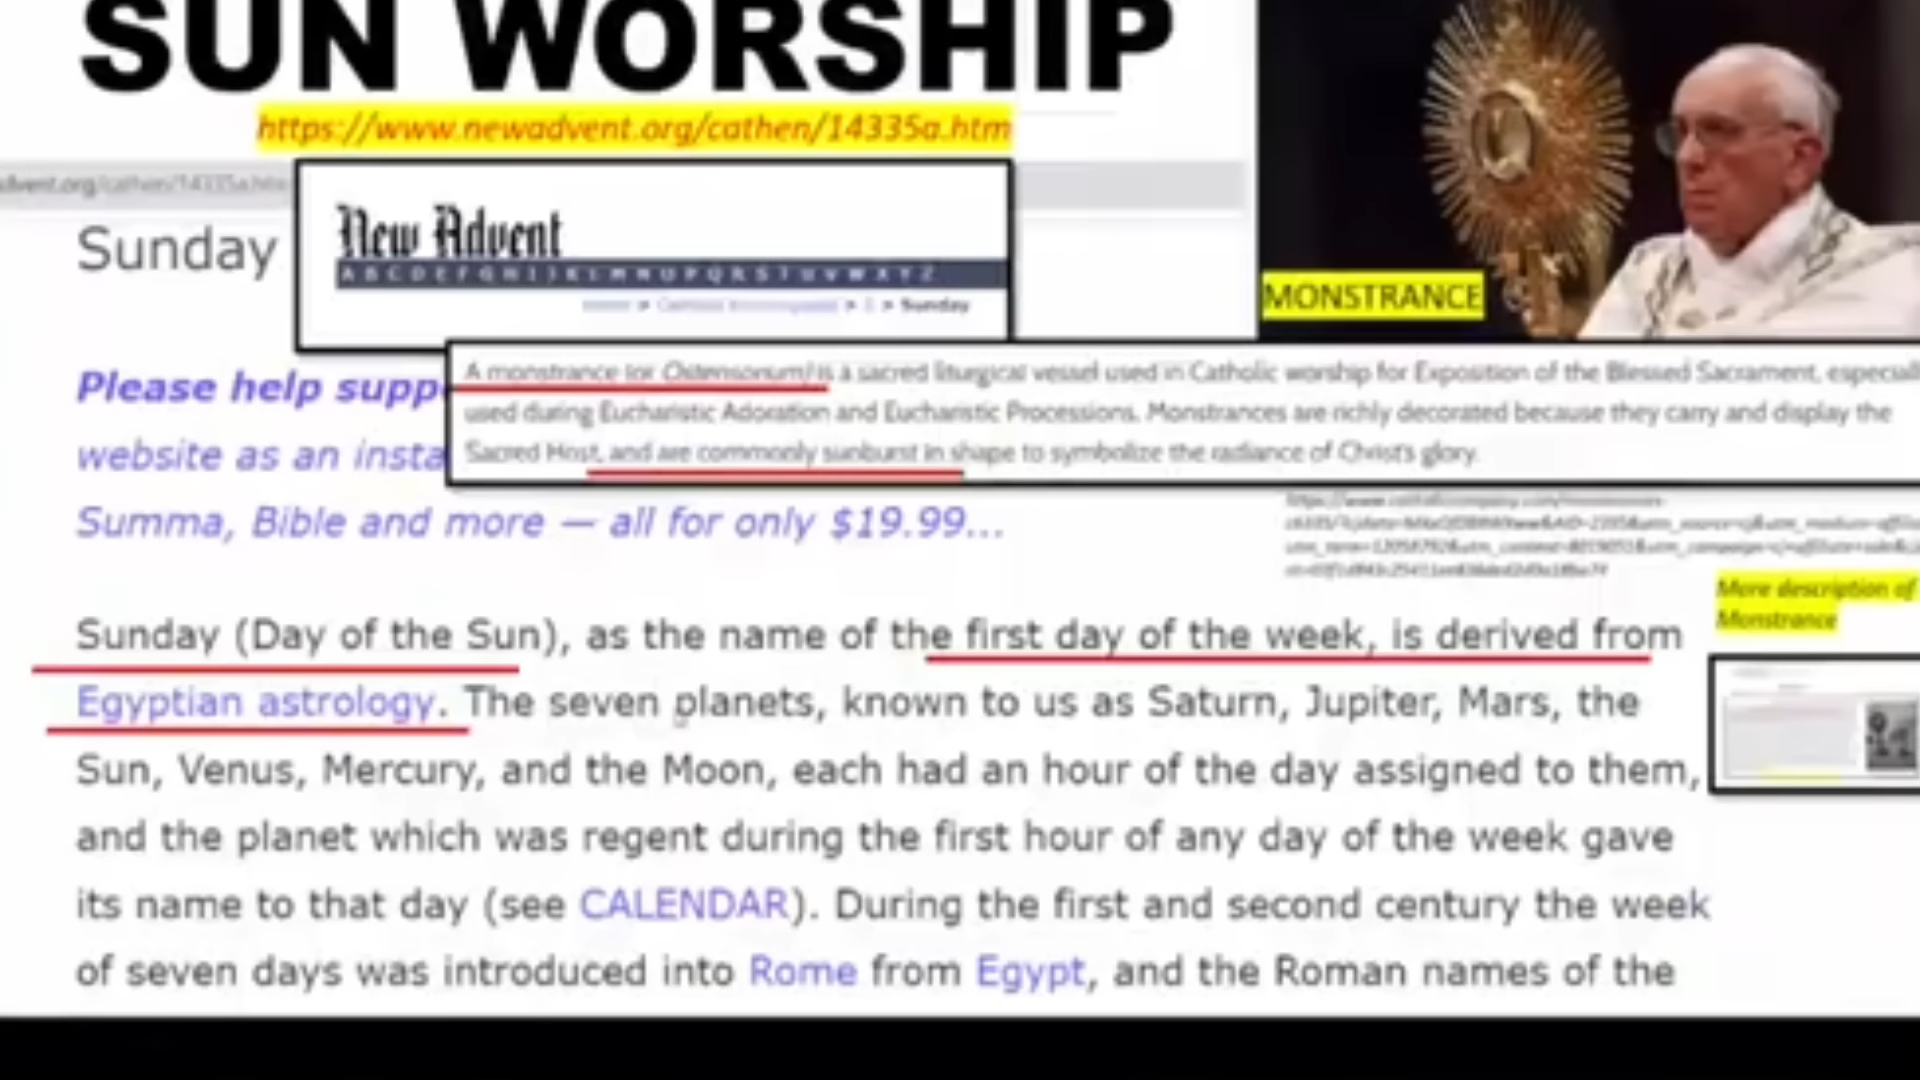 SUN WORSHIP
https://www.newadvent.org/cathen/14335a.htm
dvent.org/cathen/14335a.htm
Sunday
New Advent
A B C D E F G H I J K L M N O P Q R S T U V W X Y Z
> Catholic Encyclopedia > S > Sunday
MONSTRANCE
A monstrance (or Ostensorium) is a sacred liturgical vessel used in Catholic worship for Exposition of the Blessed Sacrament, especiall
used during Eucharistic Adoration and Eucharistic Processions. Monstrances are richly decorated because they carry and display the
Sacred Host, and are commonly sunburst in shape to symbolize the radiance of Christ's glory.
Please help supp
website as an insta
Summa, Bible and more — all for only $19.99...
More description of
Monstrance
Sunday (Day of the Sun), as the name of the first day of the week, is derived from
Egyptian astrology. The seven planets, known to us as Saturn, Jupiter, Mars, the
Sun, Venus, Mercury, and the Moon, each had an hour of the day assigned to them,
and the planet which was regent during the first hour of any day of the week gave
its name to that day (see CALENDAR). During the first and second century the week
of seven days was introduced into Rome from Egypt, and the Roman names of the